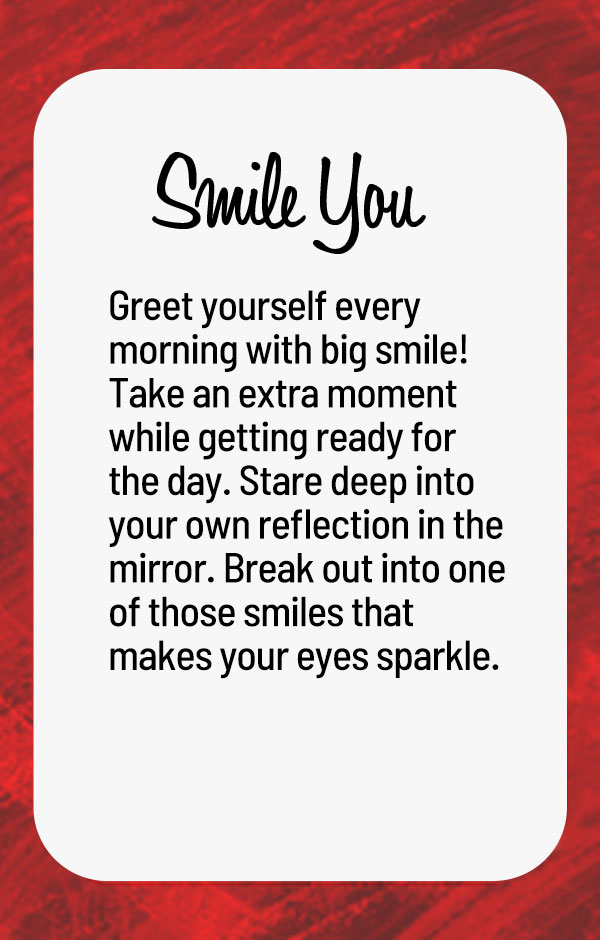 Smile You
Greet yourself every
morning with big smile!
Take an extra moment
while getting ready for
the day. Stare deep into
your own reflection in the
mirror. Break out into one
of those smiles that
makes your eyes sparkle.